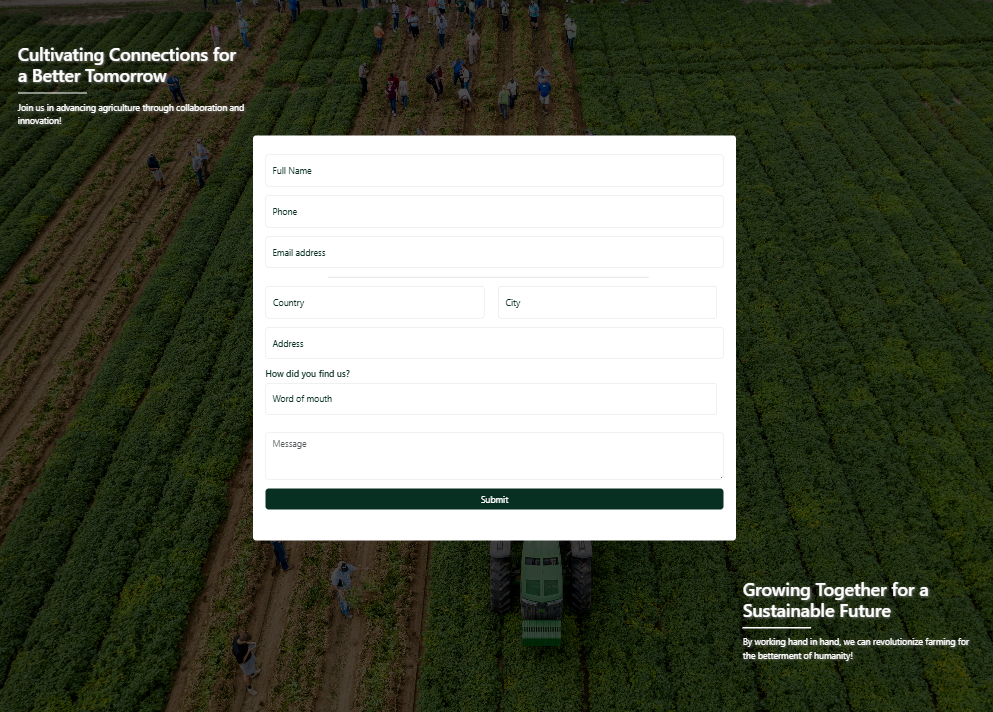 Cultivating Connections for
a Better Tomorrow
Join us in advancing agriculture through collaboration and
innovation!
Full Name
Phone
Email address
Country City
Address
How did you find us?
Word of mouth
Message
Submit
Growing Together for a
Sustainable Future
By working hand in hand, we can revolutionize farming for
the betterment of humanity!